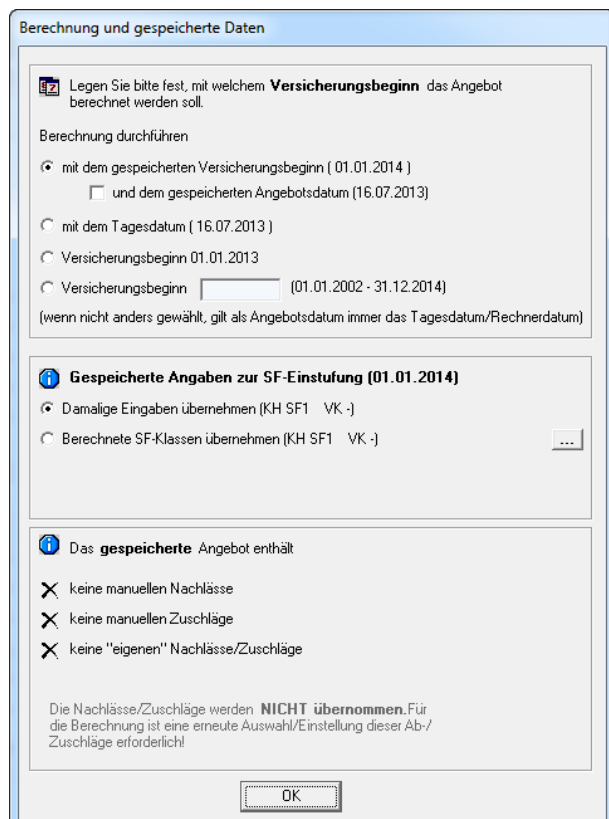 Berechnung und gespeicherte Daten
Legen Sie bitte fest, mit welchem Versicherungsbeginn das Angebot
berechnet werden soll.
Berechnung durchführen
mit dem gespeicherten Versicherungsbeginn ( 01.01.2014 )
und dem gespeicherten Angebotsdatum (16.07.2013)
mit dem Tagesdatum ( 16.07.2013 )
Versicherungsbeginn 01.01.2013
Versicherungsbeginn (01.01.2002 - 31.12.2014)
(wenn nicht anders gewählt, gilt als Angebotsdatum immer das Tagesdatum/Rechnerdatum)
Gespeicherte Angaben zur SF-Einstufung (01.01.2014)
Damalige Eingaben übernehmen (KH SF1 VK -)
Berechnete SF-Klassen übernehmen (KH SF1 VK -)
...
Das gespeicherte Angebot enthält
keine manuellen Nachlässe
keine manuellen Zuschläge
keine "eigenen" Nachlässe/Zuschläge
Die Nachlässe/Zuschläge werden NICHT übernommen.Für
die Berechnung ist eine erneute Auswahl/Einstellung dieser Ab-/
Zuschläge erforderlich!
OK